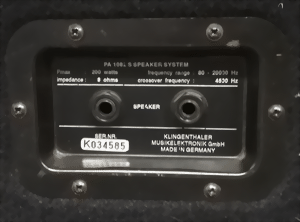 PA SPEAKER SYSTEM
200 watts frequency range 80 - 20000 Hz
impedance: 8 ohms crossover frequency: 4500 Hz
SPEAKER
SER.NR. KLINGENTHALER
K034585 MUSIKELEKTRONIK GmbH
MADE IN GERMANY